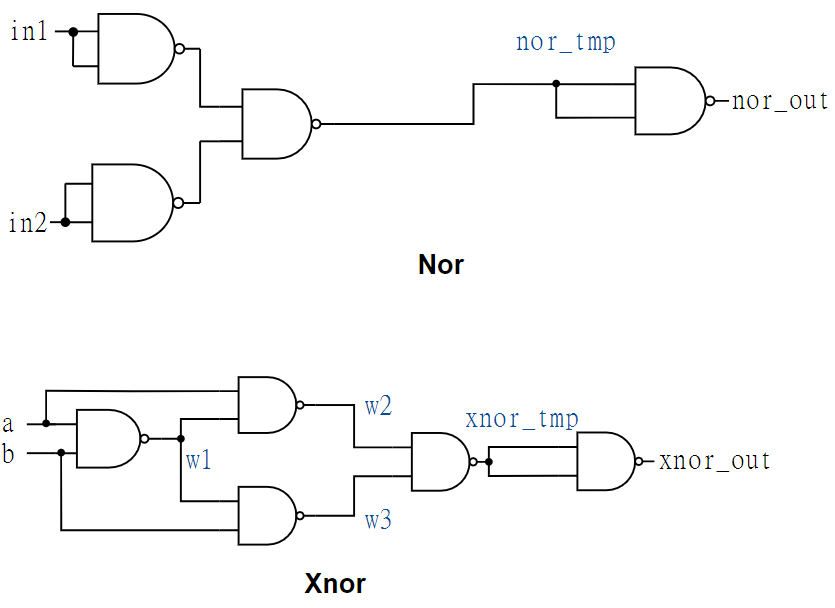 in1
nor_tmp
nor_out
in2
Nor
a
b
w1
w2
w3
xnor_tmp
xnor_out
Xnor